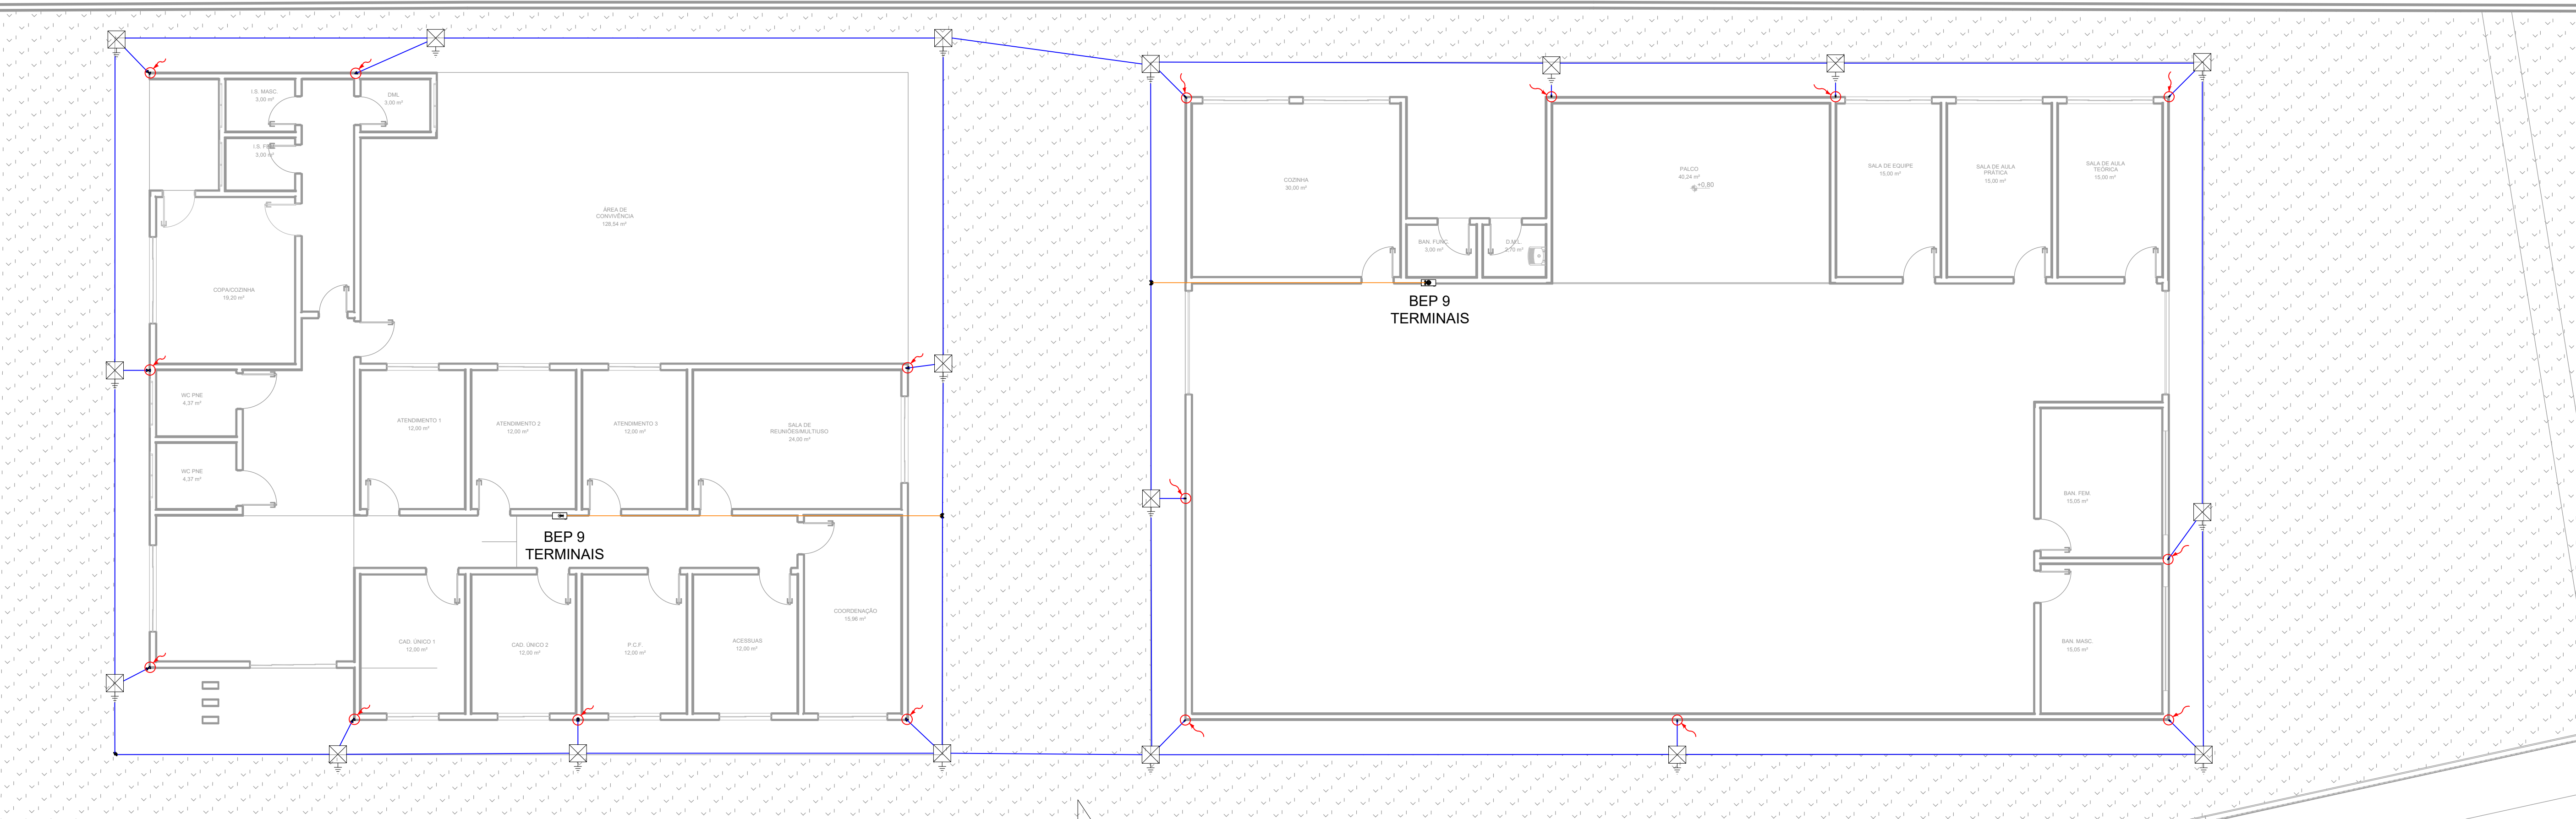 I.S. MASC.
3,00 m²
DML
3,00 m²
3,00 m²
ÁREA DE
CONVIVÊNCIA
128,54 m²
COPA/COZINHA
19,20 m²
WC PNE
4,37 m²
WC PNE
4,37 m²
ATENDIMENTO 1
12,00 m²
ATENDIMENTO 2
12,00 m²
ATENDIMENTO 3
12,00 m²
SALA DE
REUNIÕES/MULTIUSO
24,00 m²
BEP 9
TERMINAIS
CAD. ÚNICO 1
12,00 m²
CAD. ÚNICO 2
12,00 m²
P.C.F.
12,00 m²
ACESSUAS
12,00 m²
COORDENAÇÃO
15,96 m²
COZINHA
30,00 m²
BAN. FUNC.
3,00 m²
D.M.L.
2,70 m²
PALCO
40,24 m²
+0,80
SALA DE EQUIPE
15,00 m²
SALA DE AULA
PRÁTICA
15,00 m²
SALA DE AULA
TEÓRICA
15,00 m²
BEP 9
TERMINAIS
BAN. FEM.
15,05 m²
BAN. MASC.
15,05 m²